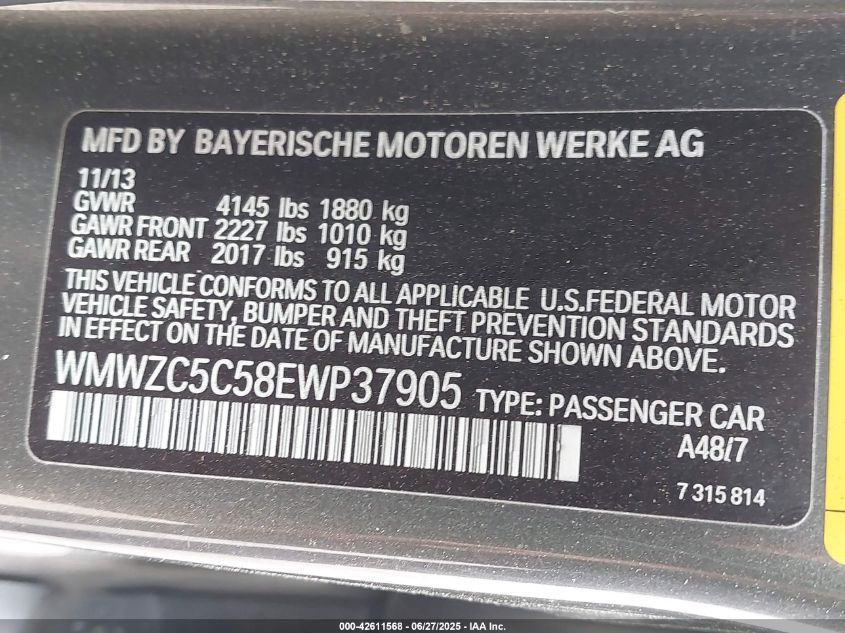 MFD BY BAYERISCHE MOTOREN WERKE AG
11/13
GVWR 4145 lbs 1880 kg
GAWR FRONT 2227 lbs 1010 kg
GAWR REAR 2017 lbs 915 kg
THIS VEHICLE CONFORMS TO ALL APPLICABLE U.S.FEDERAL MOTOR
VEHICLE SAFETY, BUMPER AND THEFT PREVENTION STANDARDS
IN EFFECT ON THE DATE OF MANUFACTURE SHOWN ABOVE.
WMWZC5C58EWP37905 TYPE: PASSENGER CAR
A48/7
7 315 814
000-42611568 - 06/27/2025 - IAA Inc.